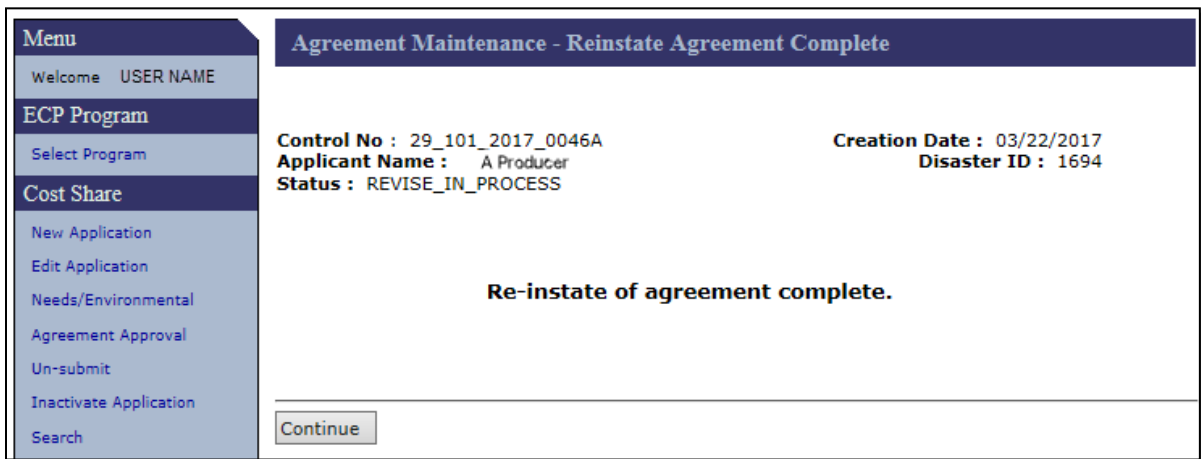 Menu
Welcome USER NAME
ECP Program
Select Program
Cost Share
New Application
Edit Application
Needs/Environmental
Agreement Approval
Un-submit
Inactivate Application
Search
Agreement Maintenance - Reinstate Agreement Complete
Control No : 29_101_2017_0046A Creation Date : 03/22/2017
Applicant Name : A Producer Disaster ID : 1694
Status : REVISE_IN_PROCESS
Re-instate of agreement complete.
Continue